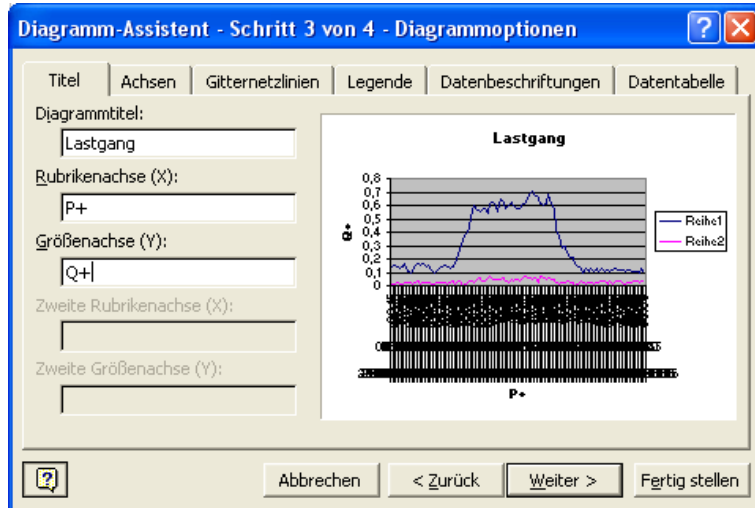 Diagramm-Assistent - Schritt 3 von 4 - Diagrammoptionen
Titel Achsen Gitternetzlinien Legende Datenbeschriftungen Datentabelle
Diagrammtitel:
Lastgang
Rubrikenachse (X):
P+
Größenachse (Y):
Q+
Zweite Rubrikenachse (X):
Zweite Größenachse (Y):
Lastgang
0,8
0,7
0,6
0,5
0,4
0,3
0,2
0,1
0
Q+
P+
Reihe1
Reihe2
Abbrechen < Zurück Weiter > Fertig stellen